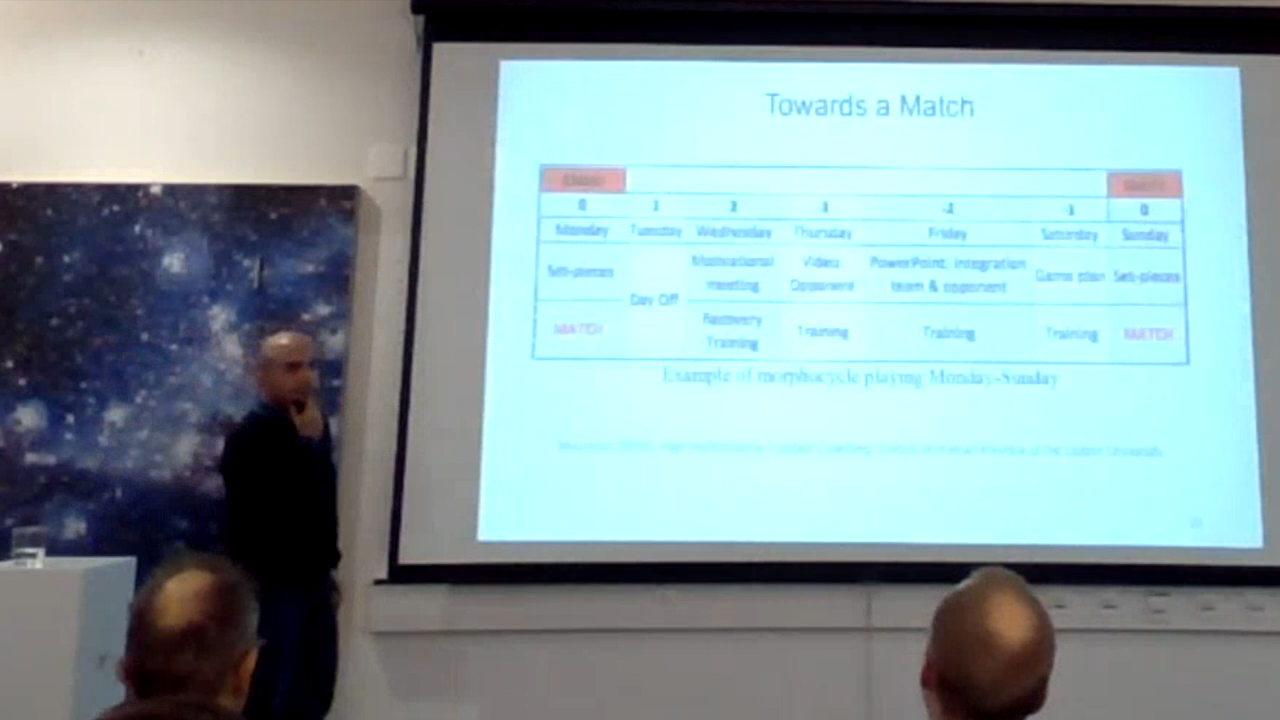 Towards a Match
0 1 2 3 -2 -1 0
Monday Tuesday Wednesday Thursday Friday Saturday Sunday
Set-pieces Motivational meeting Video Opponent PowerPoint: integration team & opponent Game plan Set-pieces
Day Off
MATCH Recovery Training Training Training Training MATCH
Example of morphocycle playing Monday-Sunday